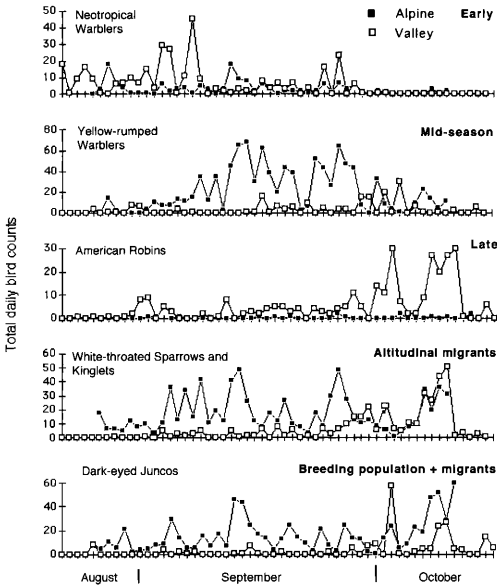 Neotropical
Warblers
Alpine
Early
Valley
50
40
30
20
10
0
Yellow-rumped
Warblers
Mid-season
80
60
40
20
0
American Robins
Late
30
20
10
0
White-throated Sparrows and
Kinglets
Altitudinal migrants
60
50
40
30
20
10
0
Dark-eyed Juncos
Breeding population + migrants
60
40
20
0
Total daily bird counts
August
September
October